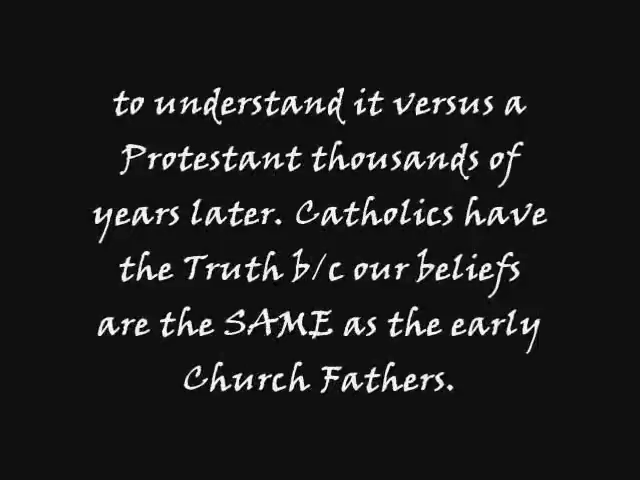 to understand it versus a
Protestant thousands of
years later. Catholics have
the Truth b/c our beliefs
are the SAME as the early
Church Fathers.